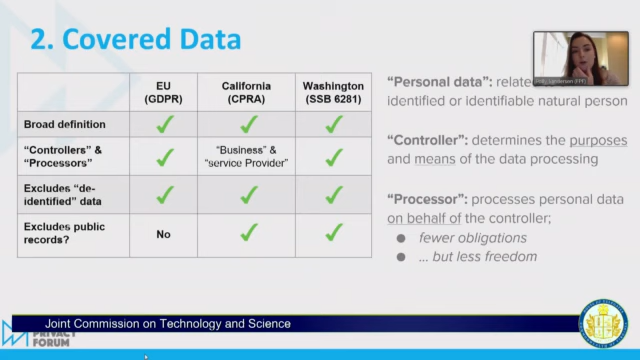 2. Covered Data
EU (GDPR)
California (CPRA)
Washington (SSB 6281)
Broad definition
"Controllers" & "Processors"
"Business" & "service Provider"
Excludes "de-identified" data
Excludes public records?
No
"Personal data": relate
identified or identifiable natural person
"Controller": determines the purposes
and means of the data processing
"Processor": processes personal data
on behalf of the controller;
fewer obligations
... but less freedom
Joint Commission on Technology and Science
PRIVACY
FORUM